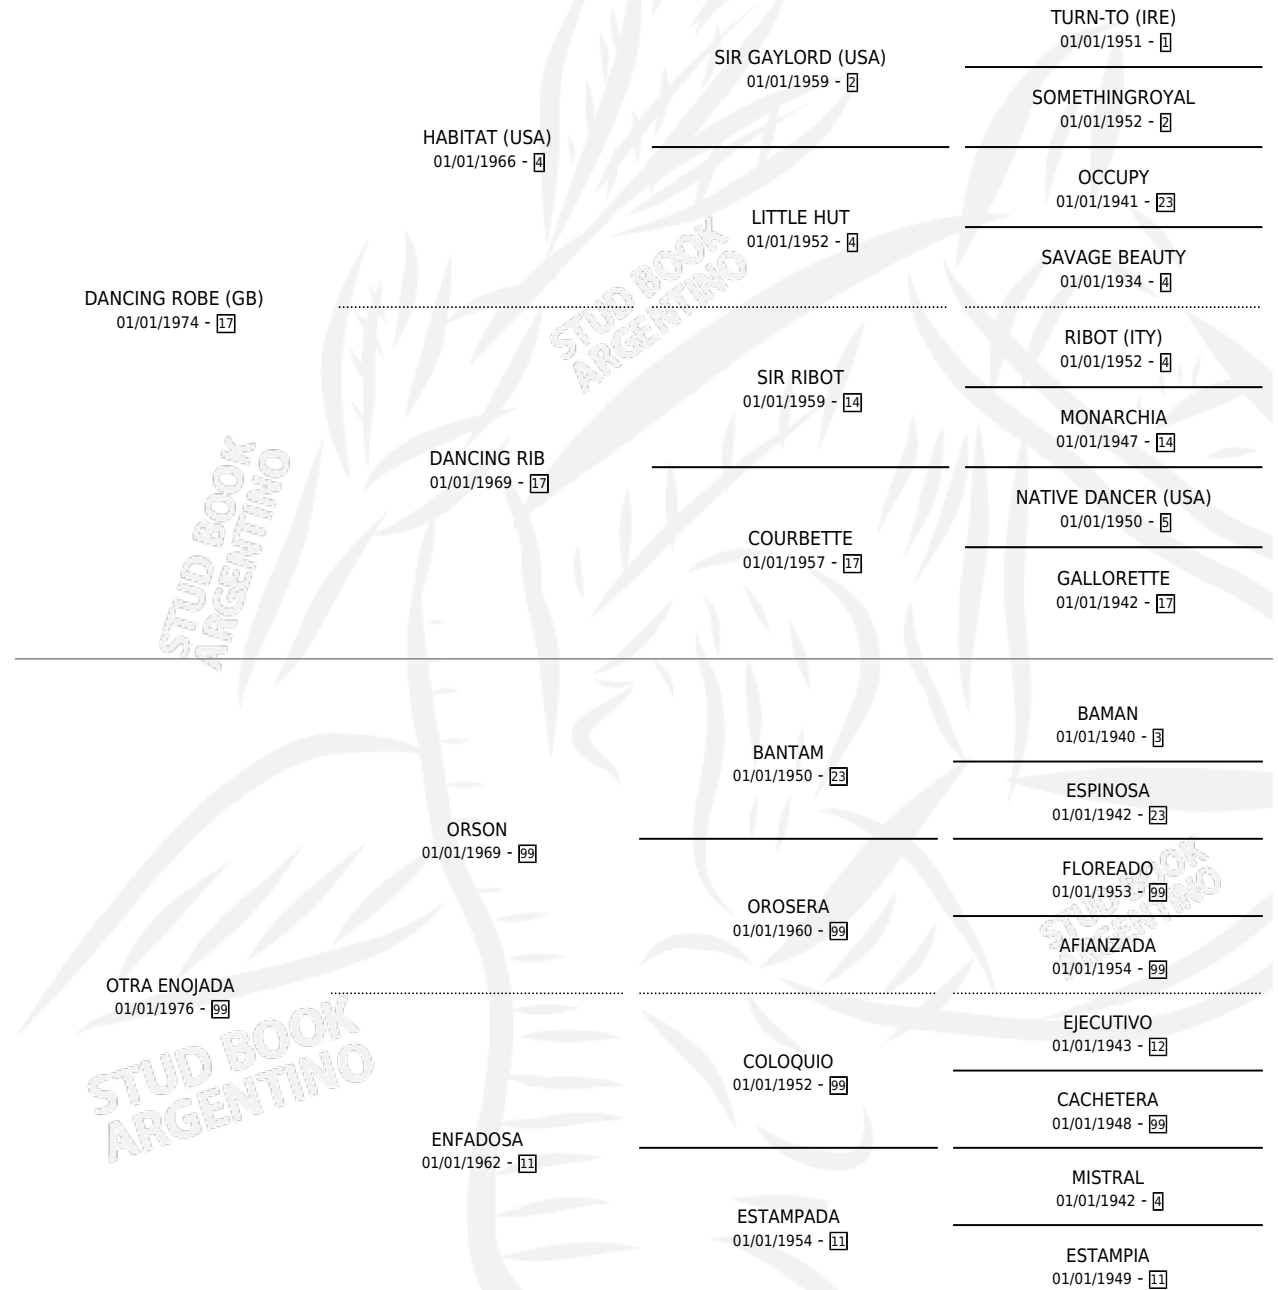 TURN-TO (IRE)
01/01/1951 - 1
SIR GAYLORD (USA)
01/01/1959 - 2
SOMETHINGROYAL
01/01/1952 - 2
HABITAT (USA)
01/01/1966 - 4
OCCUPY
01/01/1941 - 23
LITTLE HUT
01/01/1952 - 4
SAVAGE BEAUTY
01/01/1934 - 4
DANCING ROBE (GB)
01/01/1974 - 17
RIBOT (ITY)
01/01/1952 - 4
SIR RIBOT
01/01/1959 - 14
MONARCHIA
01/01/1947 - 14
DANCING RIB
01/01/1969 - 17
NATIVE DANCER (USA)
01/01/1950 - 5
COURBETTE
01/01/1957 - 17
GALLORETTE
01/01/1942 - 17
BAMAN
01/01/1940 - 3
BANTAM
01/01/1950 - 23
ESPINOSA
01/01/1942 - 23
ORSON
01/01/1969 - 99
FLOREADO
01/01/1953 - 99
OROSERA
01/01/1960 - 99
AFIANZADA
01/01/1954 - 99
OTRA ENOJADA
01/01/1976 - 99
EJECUTIVO
01/01/1943 - 12
COLOQUIO
01/01/1952 - 99
CACHETERA
01/01/1948 - 99
ENFADOSA
01/01/1962 - 11
MISTRAL
01/01/1942 - 4
ESTAMPADA
01/01/1954 - 11
ESTAMPIA
01/01/1949 - 11
STUD BOOK
ARGENTINO
STUD BOOK
ARGENTINO
STUD BOOK
ARGENTINO
STUD BOOK
ARGENTINO